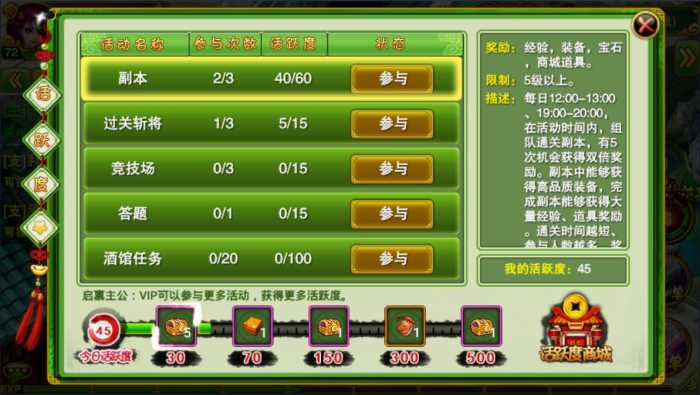 活动名称 参与次数 活跃度 状态
副本 2/3 40/60 参与
过关斩将 1/3 5/15 参与
竞技场 0/3 0/15 参与
答题 0/1 0/15 参与
酒馆任务 0/20 0/100 参与
启禀主公：VIP可以参与更多活动，获得更多活跃度。
45 5 1 1 1 1
今日活跃度 30 70 150 300 500
活
跃
度
72
奖励：经验，装备，宝石
，商城道具。
限制：5级以上。
描述：每日12:00-13:00
、19:00-20:00，
在活动时间内，组
队通关副本，有5
次机会获得双倍奖
励。副本中能够获
得高品质装备，完
成副本能够获得大
量经验、道具奖励
。通关时间越短、
参与人数越多，奖
我的活跃度：45
活跃度商城
EXP